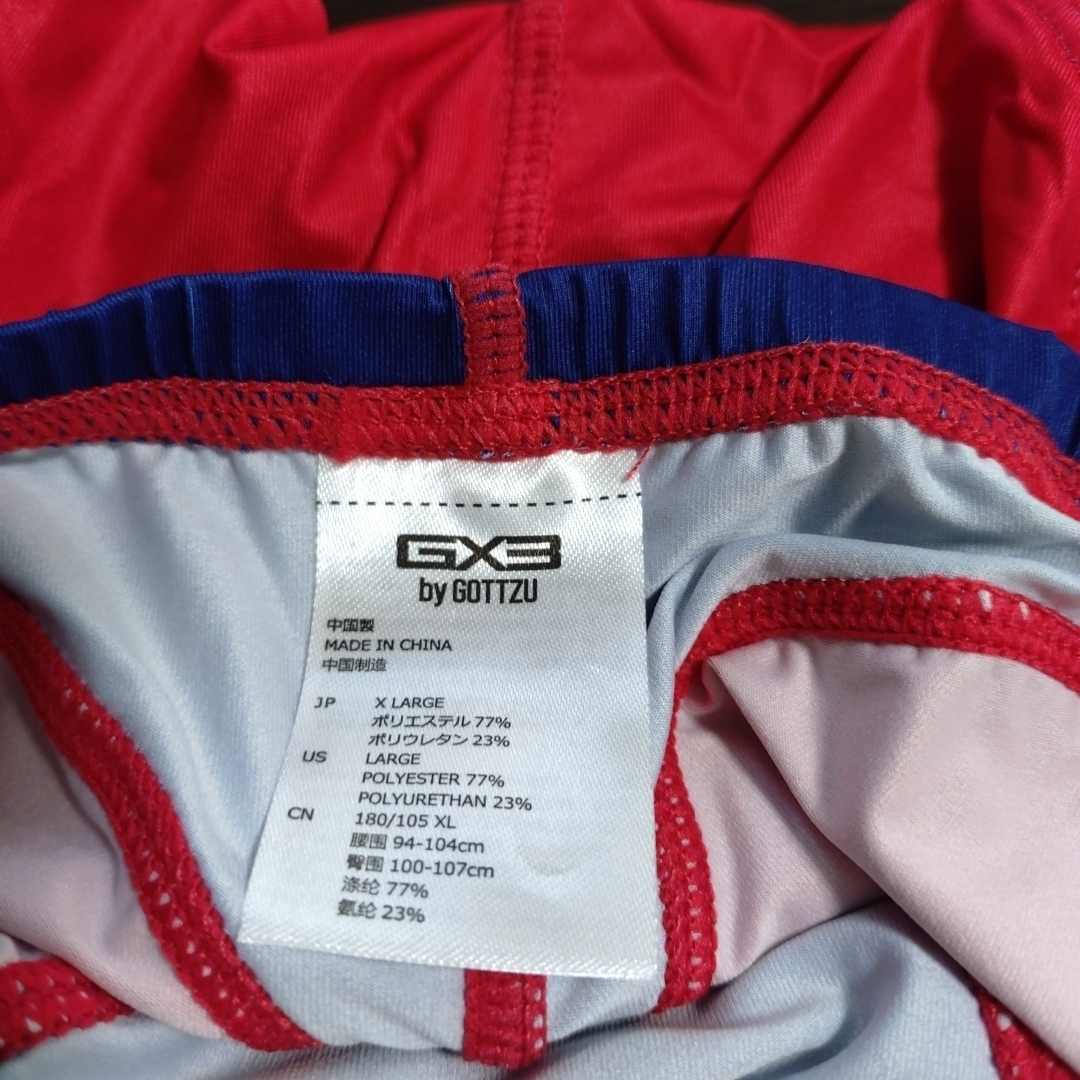 GX3
by GOTTZU
中国製
MADE IN CHINA
中国制造
JP X LARGE
ポリエステル 77%
ポリウレタン 23%
US LARGE
POLYESTER 77%
POLYURETHAN 23%
CN 180/105 XL
腰围 94-104cm
臀围 100-107cm
涤纶 77%
氨纶 23%